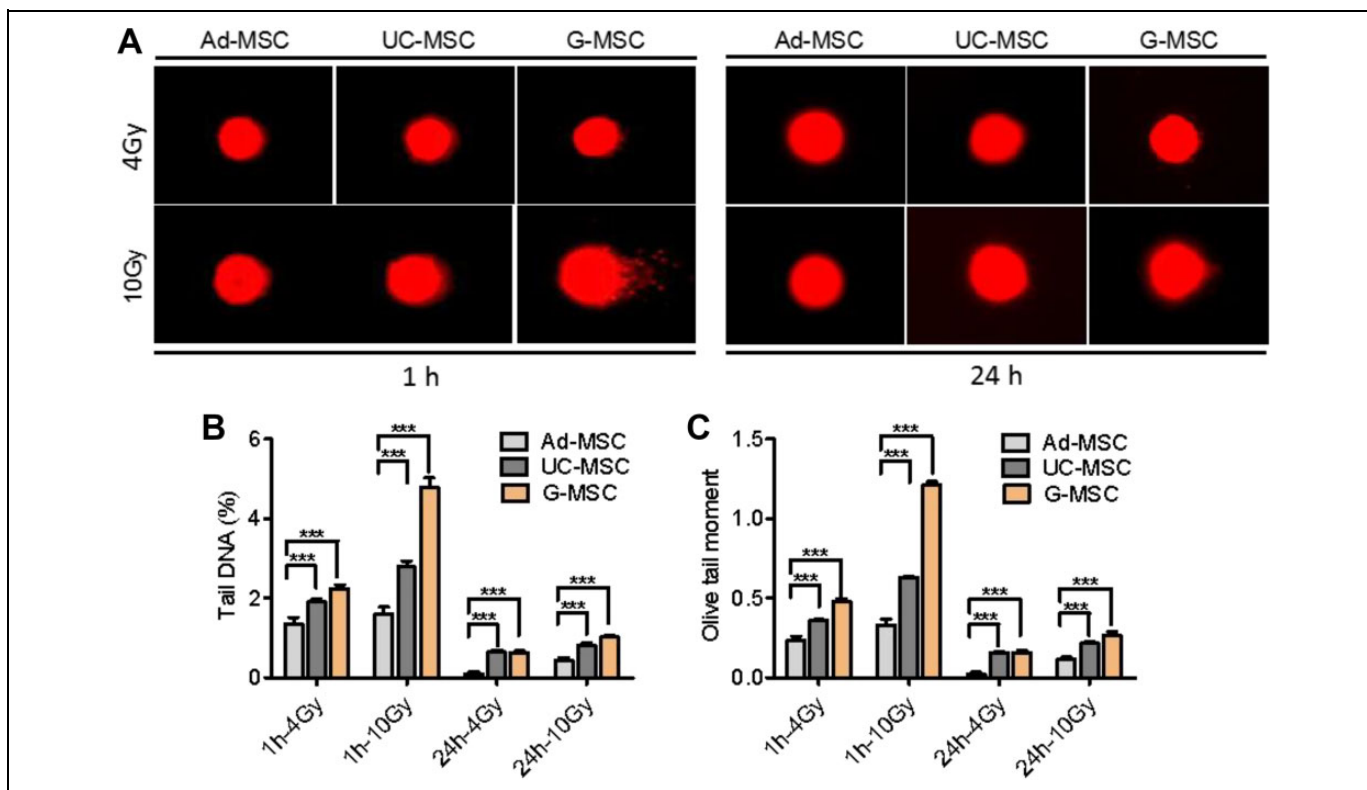 A
Ad-MSC UC-MSC G-MSC Ad-MSC UC-MSC G-MSC
4Gy
10Gy
1 h 24 h
B
Tail DNA (%)
6
4
2
0
*** *** *** *** *** *** *** ***
Ad-MSC
UC-MSC
G-MSC
1h-4Gy 1h-10Gy 24h-4Gy 24h-10Gy
C
Olive tail moment
1.5
1.0
0.5
0.0
*** *** *** *** *** *** *** ***
Ad-MSC
UC-MSC
G-MSC
1h-4Gy 1h-10Gy 24h-4Gy 24h-10Gy